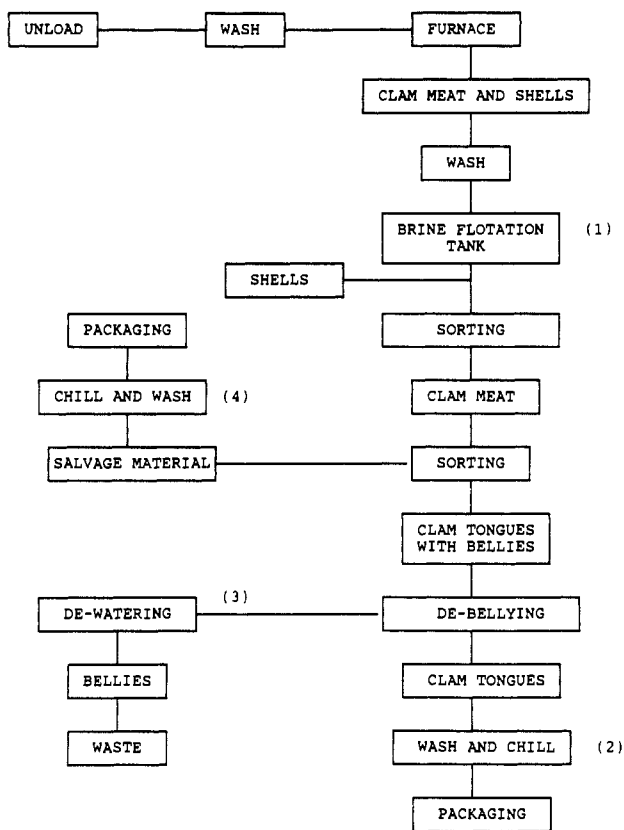 UNLOAD
WASH
FURNACE
CLAM MEAT AND SHELLS
WASH
BRINE FLOTATION
TANK
(1)
SHELLS
PACKAGING
SORTING
CHILL AND WASH
(4)
CLAM MEAT
SALVAGE MATERIAL
SORTING
CLAM TONGUES
WITH BELLIES
(3)
DE-WATERING
DE-BELLYING
BELLIES
CLAM TONGUES
WASTE
WASH AND CHILL
(2)
PACKAGING